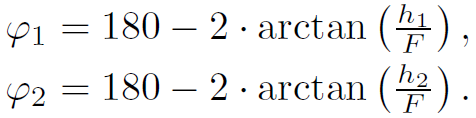 φ₁ = 180 − 2 · arctan (h₁/F) ,
φ₂ = 180 − 2 · arctan (h₂/F) .